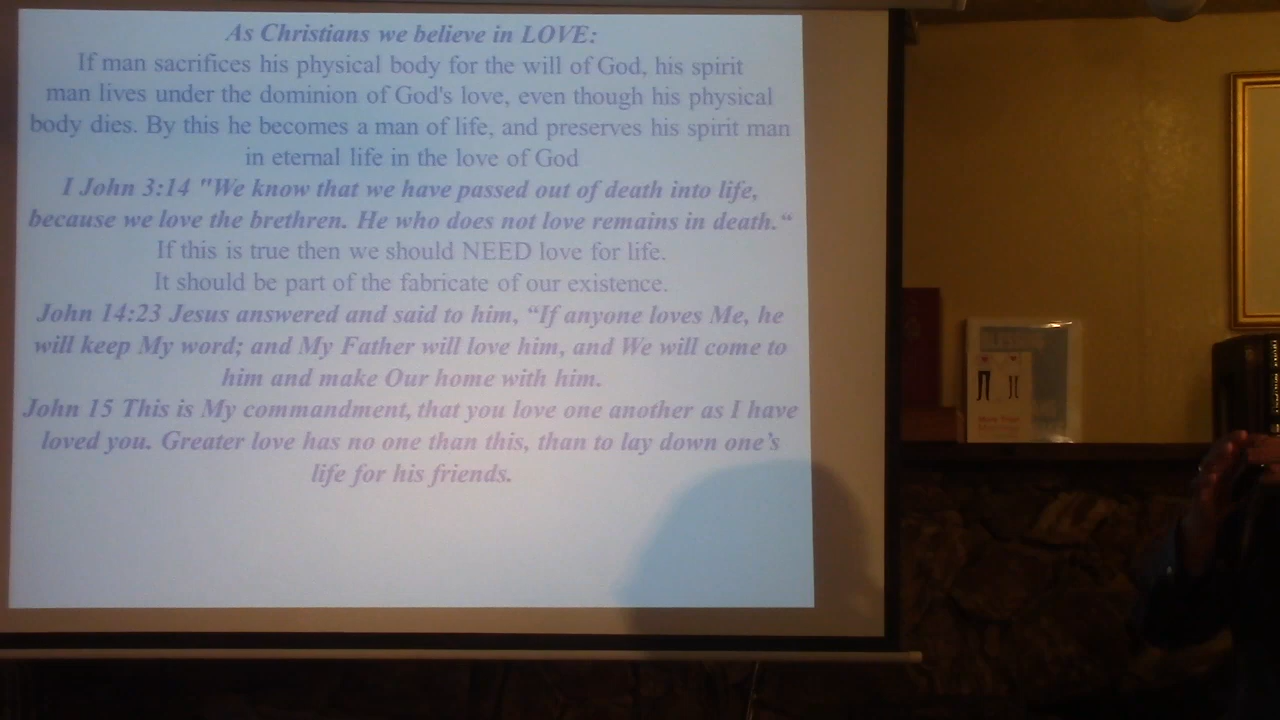 As Christians we believe in LOVE:
If man sacrifices his physical body for the will of God, his spirit
man lives under the dominion of God's love, even though his physical
body dies. By this he becomes a man of life, and preserves his spirit man
in eternal life in the love of God
I John 3:14 "We know that we have passed out of death into life,
because we love the brethren. He who does not love remains in death.“
If this is true then we should NEED love for life.
It should be part of the fabricate of our existence.
John 14:23 Jesus answered and said to him, “If anyone loves Me, he
will keep My word; and My Father will love him, and We will come to
him and make Our home with him.
John 15 This is My commandment, that you love one another as I have
loved you. Greater love has no one than this, than to lay down one’s
life for his friends.